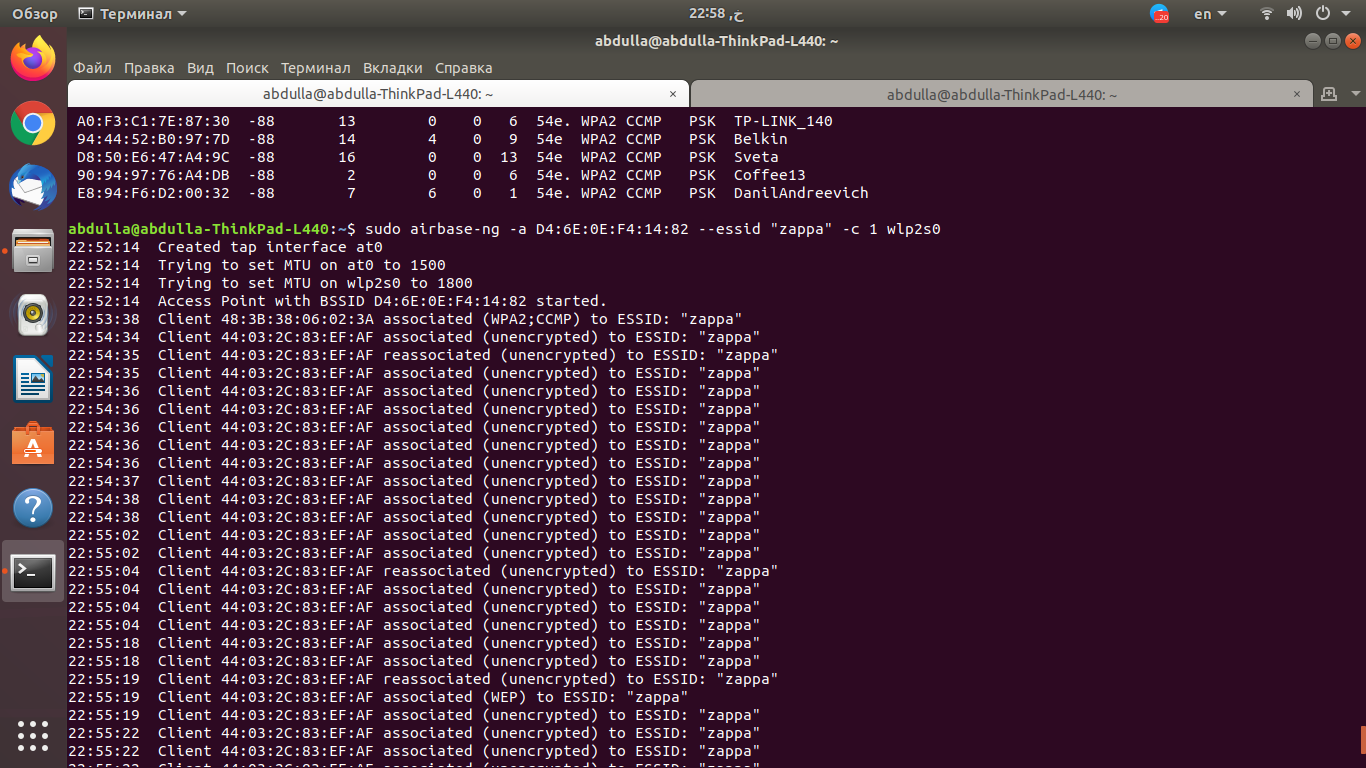 Обзор Терминал 22:58 ,خ .20 en
abdulla@abdulla-ThinkPad-L440: ~
Файл Правка Вид Поиск Терминал Вкладки Справка
abdulla@abdulla-ThinkPad-L440: ~ × abdulla@abdulla-ThinkPad-L440: ~ ×
A0:F3:C1:7E:87:30 -88 13 0 0 6 54e. WPA2 CCMP PSK TP-LINK_140
94:44:52:B0:97:7D -88 14 4 0 9 54e WPA2 CCMP PSK Belkin
D8:50:E6:47:A4:9C -88 16 0 0 13 54e WPA2 CCMP PSK Sveta
90:94:97:76:A4:DB -88 2 0 0 6 54e. WPA2 CCMP PSK Coffee13
E8:94:F6:D2:00:32 -88 7 6 0 1 54e. WPA2 CCMP PSK DanilAndreevich
abdulla@abdulla-ThinkPad-L440:~$ sudo airbase-ng -a D4:6E:0E:F4:14:82 --essid "zappa" -c 1 wlp2s0
22:52:14 Created tap interface at0
22:52:14 Trying to set MTU on at0 to 1500
22:52:14 Trying to set MTU on wlp2s0 to 1800
22:52:14 Access Point with BSSID D4:6E:0E:F4:14:82 started.
22:53:38 Client 48:3B:38:06:02:3A associated (WPA2;CCMP) to ESSID: "zappa"
22:54:34 Client 44:03:2C:83:EF:AF associated (unencrypted) to ESSID: "zappa"
22:54:35 Client 44:03:2C:83:EF:AF reassociated (unencrypted) to ESSID: "zappa"
22:54:35 Client 44:03:2C:83:EF:AF associated (unencrypted) to ESSID: "zappa"
22:54:36 Client 44:03:2C:83:EF:AF associated (unencrypted) to ESSID: "zappa"
22:54:36 Client 44:03:2C:83:EF:AF associated (unencrypted) to ESSID: "zappa"
22:54:36 Client 44:03:2C:83:EF:AF associated (unencrypted) to ESSID: "zappa"
22:54:36 Client 44:03:2C:83:EF:AF associated (unencrypted) to ESSID: "zappa"
22:54:36 Client 44:03:2C:83:EF:AF associated (unencrypted) to ESSID: "zappa"
22:54:37 Client 44:03:2C:83:EF:AF associated (unencrypted) to ESSID: "zappa"
22:54:38 Client 44:03:2C:83:EF:AF associated (unencrypted) to ESSID: "zappa"
22:54:38 Client 44:03:2C:83:EF:AF associated (unencrypted) to ESSID: "zappa"
22:55:02 Client 44:03:2C:83:EF:AF associated (unencrypted) to ESSID: "zappa"
22:55:02 Client 44:03:2C:83:EF:AF associated (unencrypted) to ESSID: "zappa"
22:55:04 Client 44:03:2C:83:EF:AF reassociated (unencrypted) to ESSID: "zappa"
22:55:04 Client 44:03:2C:83:EF:AF associated (unencrypted) to ESSID: "zappa"
22:55:04 Client 44:03:2C:83:EF:AF associated (unencrypted) to ESSID: "zappa"
22:55:04 Client 44:03:2C:83:EF:AF associated (unencrypted) to ESSID: "zappa"
22:55:18 Client 44:03:2C:83:EF:AF associated (unencrypted) to ESSID: "zappa"
22:55:18 Client 44:03:2C:83:EF:AF associated (unencrypted) to ESSID: "zappa"
22:55:19 Client 44:03:2C:83:EF:AF reassociated (unencrypted) to ESSID: "zappa"
22:55:19 Client 44:03:2C:83:EF:AF associated (WEP) to ESSID: "zappa"
22:55:19 Client 44:03:2C:83:EF:AF associated (unencrypted) to ESSID: "zappa"
22:55:22 Client 44:03:2C:83:EF:AF associated (unencrypted) to ESSID: "zappa"
22:55:22 Client 44:03:2C:83:EF:AF associated (unencrypted) to ESSID: "zappa"